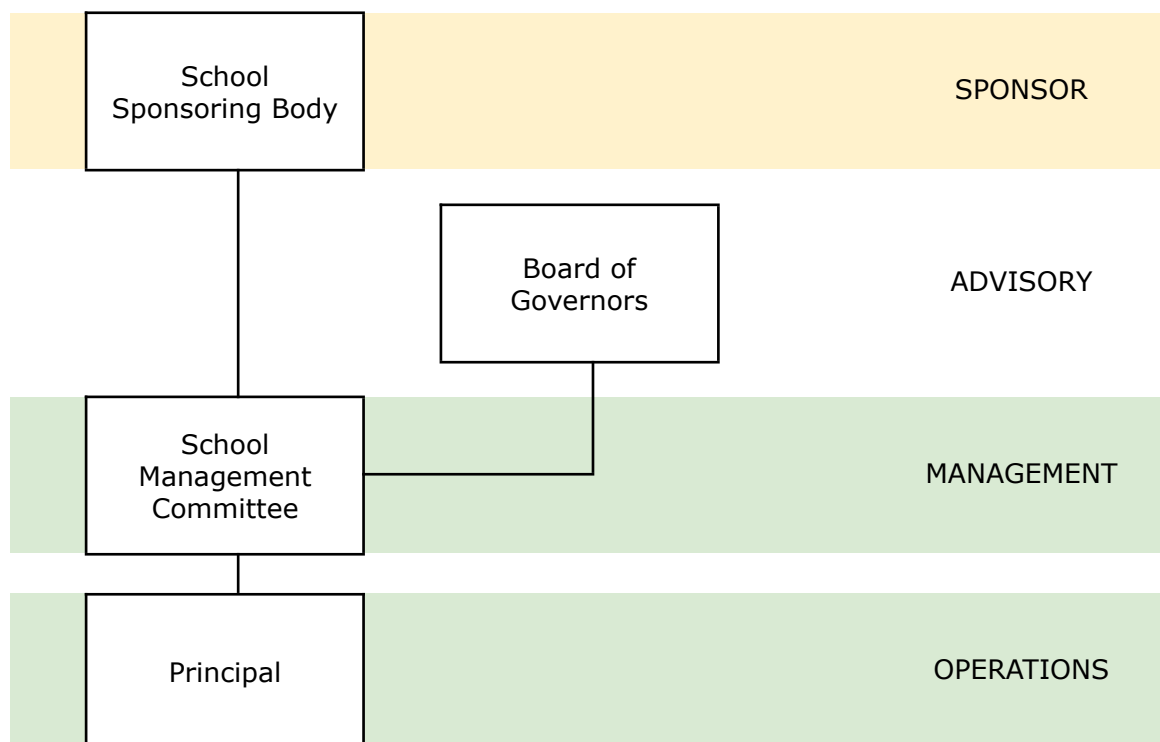 School
Sponsoring Body
SPONSOR
Board of
Governors
ADVISORY
School
Management
Committee
MANAGEMENT
Principal
OPERATIONS